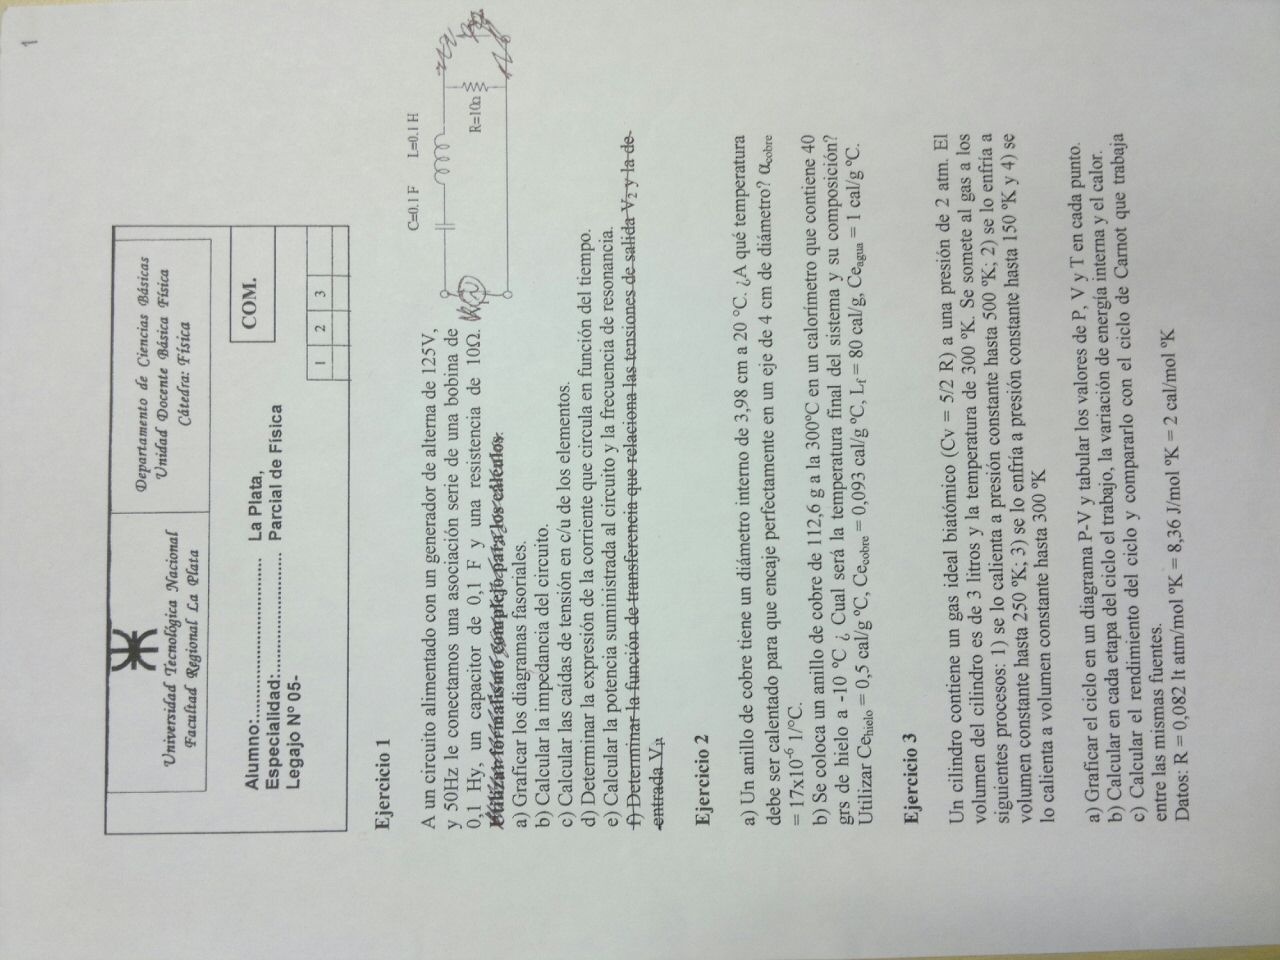 1
Universidad Tecnológica Nacional
Facultad Regional La Plata
Departamento de Ciencias Básicas
Unidad Docente Básica Física
Cátedra: Física
Alumno:.............................. La Plata,
Especialidad:....................... Parcial de Física
Legajo Nº 05-
COM.
1 2 3
Ejercicio 1
C=0.1 F L=0.1 H
R=10Ω
A un circuito alimentado con un generador de alterna de 125V,
y 50Hz le conectamos una asociación serie de una bobina de
0,1 Hy, un capacitor de 0,1 F y una resistencia de 10Ω.
Utilizar formalismo complejo para los cálculos.
a) Graficar los diagramas fasoriales.
b) Calcular la impedancia del circuito.
c) Calcular las caídas de tensión en c/u de los elementos.
d) Determinar la expresión de la corriente que circula en función del tiempo.
e) Calcular la potencia suministrada al circuito y la frecuencia de resonancia.
f) Determinar la función de transferencia que relaciona las tensiones de salida V2 y la de
entrada V
Ejercicio 2
a) Un anillo de cobre tiene un diámetro interno de 3,98 cm a 20 °C. ¿A qué temperatura
debe ser calentado para que encaje perfectamente en un eje de 4 cm de diámetro? αcobre
= 17x10⁻⁶ 1/°C.
b) Se coloca un anillo de cobre de 112,6 g a la 300ºC en un calorímetro que contiene 40
grs de hielo a -10 ºC ¿ Cual será la temperatura final del sistema y su composición?
Utilizar Cehielo = 0,5 cal/g ºC, Cecobre = 0,093 cal/g ºC, Lf = 80 cal/g, Ceagua = 1 cal/g ºC.
Ejercicio 3
Un cilindro contiene un gas ideal biatómico (Cv = 5/2 R) a una presión de 2 atm. El
volumen del cilindro es de 3 litros y la temperatura de 300 ºK. Se somete al gas a los
siguientes procesos: 1) se lo calienta a presión constante hasta 500 ºK; 2) se lo enfría a
volumen constante hasta 250 ºK; 3) se lo enfría a presión constante hasta 150 ºK y 4) se
lo calienta a volumen constante hasta 300 ºK
a) Graficar el ciclo en un diagrama P-V y tabular los valores de P, V y T en cada punto.
b) Calcular en cada etapa del ciclo el trabajo, la variación de energía interna y el calor.
c) Calcular el rendimiento del ciclo y compararlo con el ciclo de Carnot que trabaja
entre las mismas fuentes.
Datos: R = 0,082 lt atm/mol ºK = 8,36 J/mol ºK = 2 cal/mol ºK